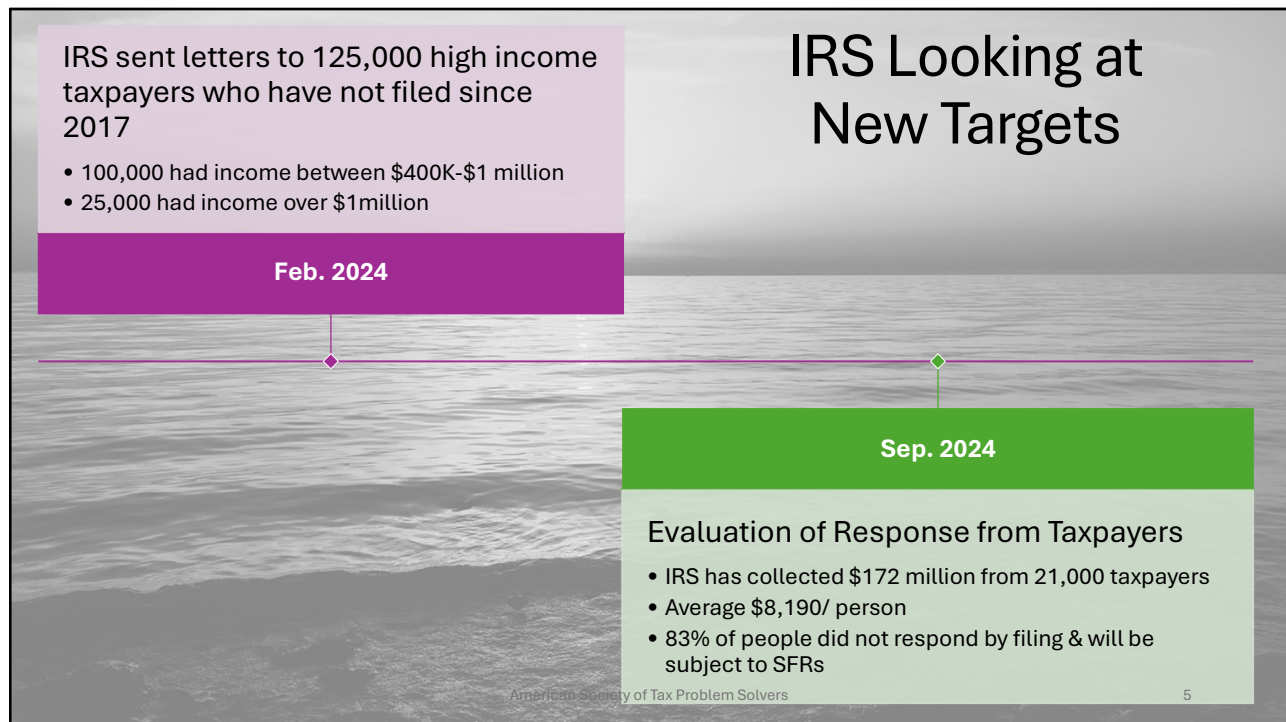 IRS Looking at
New Targets
IRS sent letters to 125,000 high income
taxpayers who have not filed since
2017
• 100,000 had income between $400K-$1 million
• 25,000 had income over $1million
Feb. 2024
Sep. 2024
Evaluation of Response from Taxpayers
• IRS has collected $172 million from 21,000 taxpayers
• Average $8,190/ person
• 83% of people did not respond by filing & will be
subject to SFRs
American Society of Tax Problem Solvers
5